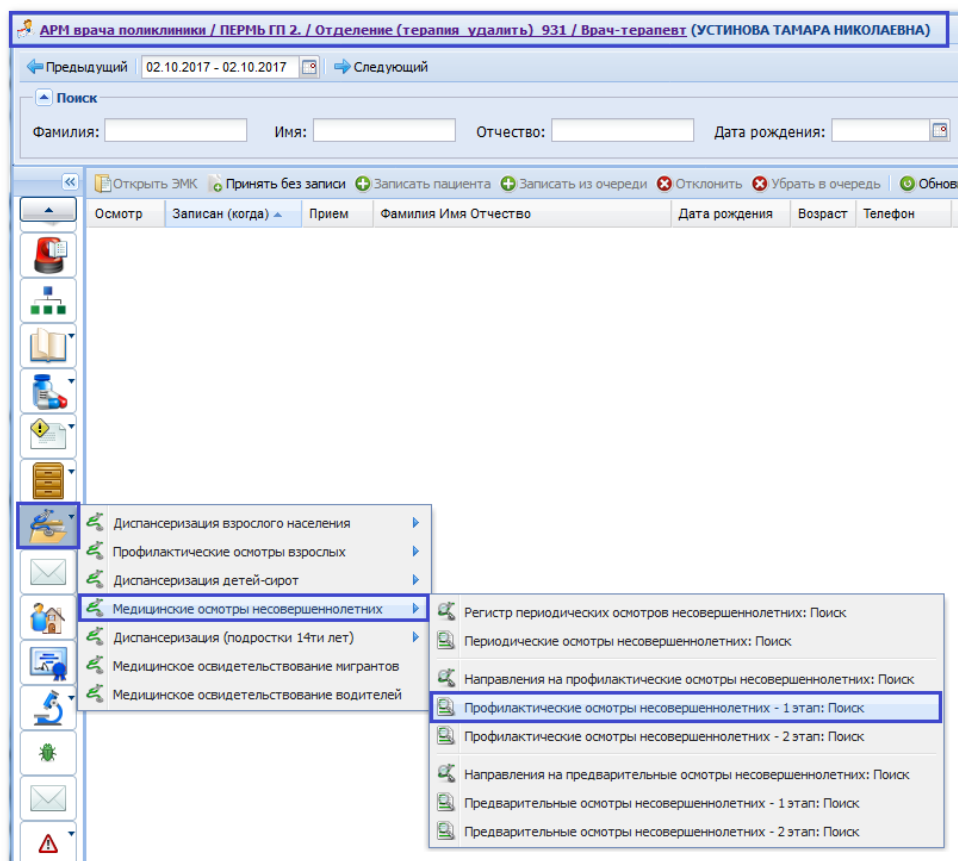 АРМ врача поликлиники / ПЕРМЬ ГП 2. / Отделение (терапия_удалить)_931 / Врач-терапевт (УСТИНОВА ТАМАРА НИКОЛАЕВНА)
Предыдущий 02.10.2017 - 02.10.2017 Следующий
Поиск
Фамилия: Имя: Отчество: Дата рождения:
Открыть ЭМК Принять без записи Записать пациента Записать из очереди Отклонить Убрать в очередь Обнов
Осмотр Записан (когда) Прием Фамилия Имя Отчество Дата рождения Возраст Телефон
Диспансеризация взрослого населения
Профилактические осмотры взрослых
Диспансеризация детей-сирот
Медицинские осмотры несовершеннолетних
Диспансеризация (подростки 14ти лет)
Медицинское освидетельствование мигрантов
Медицинское освидетельствование водителей
Регистр периодических осмотров несовершеннолетних: Поиск
Периодические осмотры несовершеннолетних: Поиск
Направления на профилактические осмотры несовершеннолетних: Поиск
Профилактические осмотры несовершеннолетних - 1 этап: Поиск
Профилактические осмотры несовершеннолетних - 2 этап: Поиск
Направления на предварительные осмотры несовершеннолетних: Поиск
Предварительные осмотры несовершеннолетних - 1 этап: Поиск
Предварительные осмотры несовершеннолетних - 2 этап: Поиск